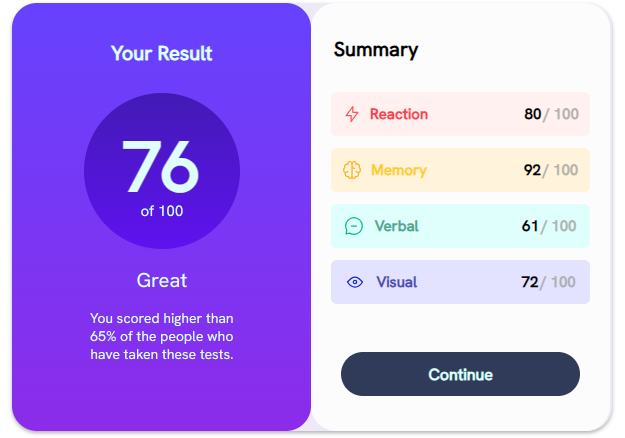 Your Result
76
of 100
Great
You scored higher than
65% of the people who
have taken these tests.
Summary
Reaction 80/ 100
Memory 92/ 100
Verbal 61/ 100
Visual 72/ 100
Continue